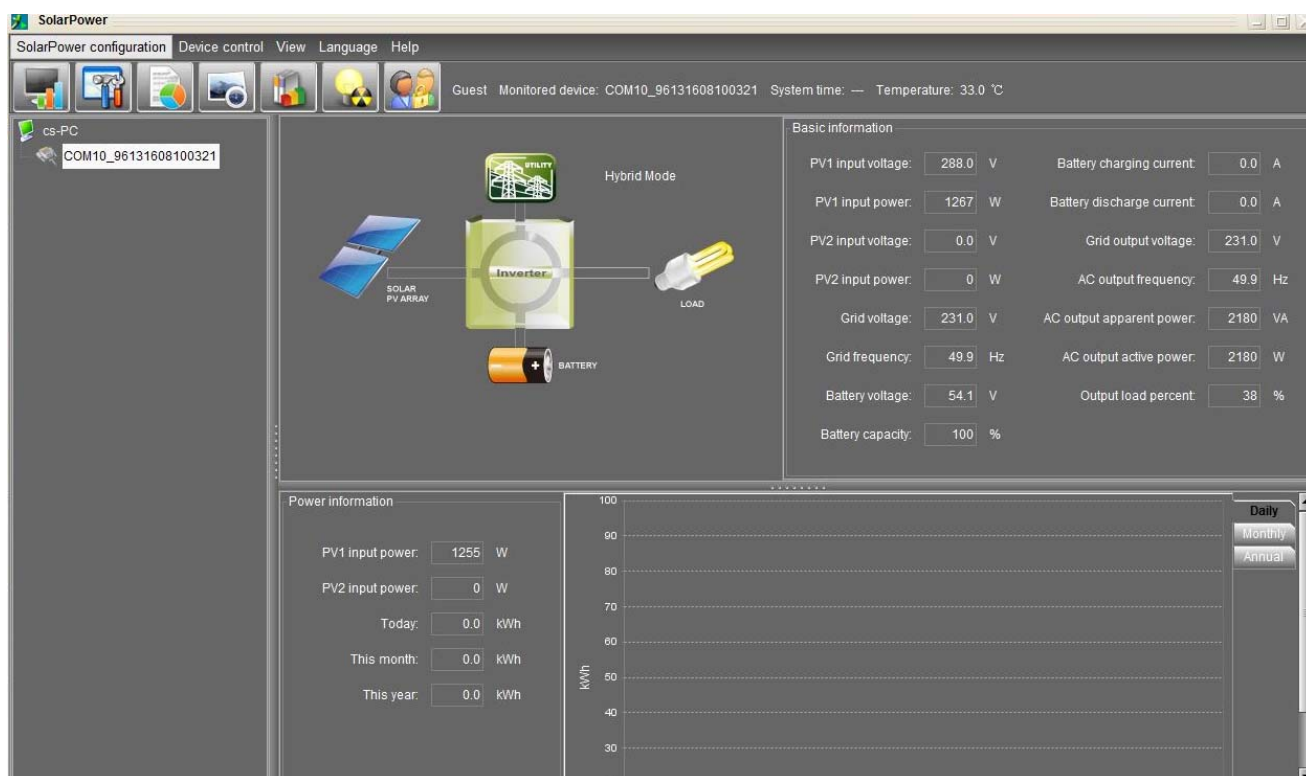 SolarPower
SolarPower configuration Device control View Language Help
Guest Monitored device: COM10_96131608100321 System time: --- Temperature: 33.0 ℃
cs-PC
COM10_96131608100321
UTILITY
Hybrid Mode
Inverter
SOLAR
PV ARRAY
LOAD
BATTERY
Basic information
PV1 input voltage: 288.0 V Battery charging current: 0.0 A
PV1 input power: 1267 W Battery discharge current: 0.0 A
PV2 input voltage: 0.0 V Grid output voltage: 231.0 V
PV2 input power: 0 W AC output frequency: 49.9 Hz
Grid voltage: 231.0 V AC output apparent power: 2180 VA
Grid frequency: 49.9 Hz AC output active power: 2180 W
Battery voltage: 54.1 V Output load percent: 38 %
Battery capacity: 100 %
Power information
PV1 input power: 1255 W
PV2 input power: 0 W
Today: 0.0 kWh
This month: 0.0 kWh
This year: 0.0 kWh
100
90
80
70
60
50
40
30
kWh
Daily
Monthly
Annual